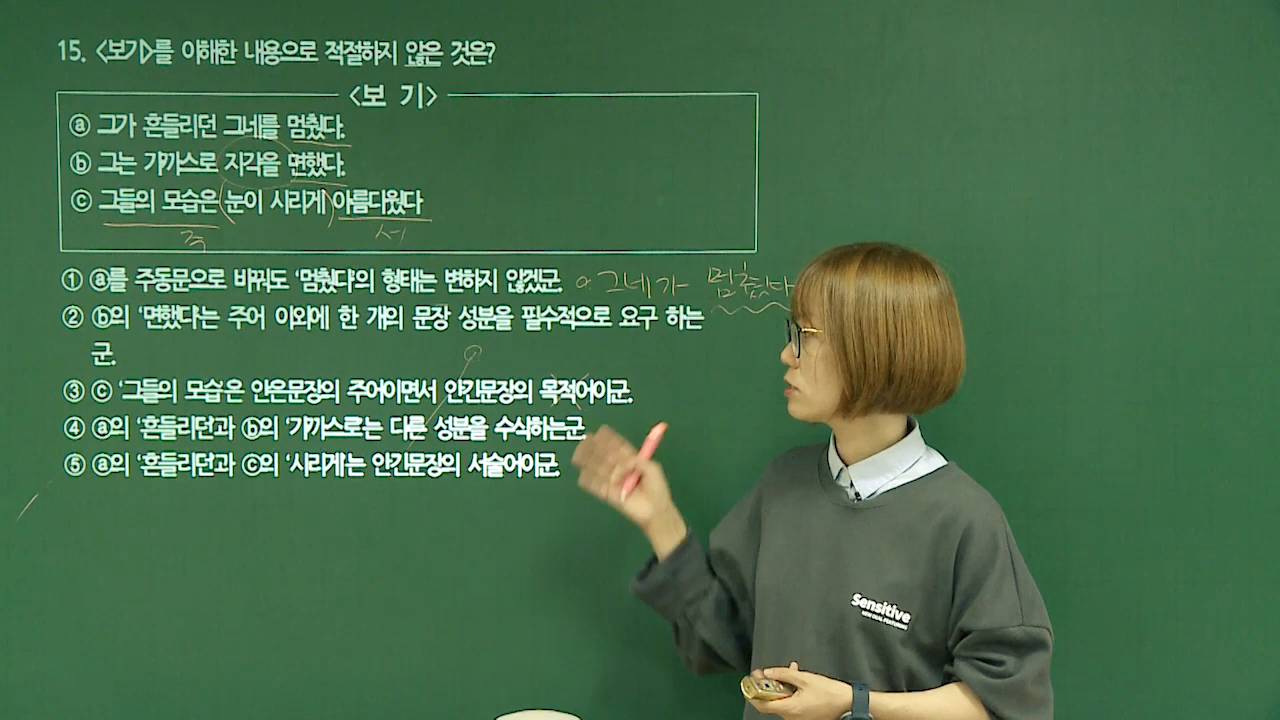 15. <보기>를 이해한 내용으로 적절하지 않은 것은?
<보 기>
ⓐ 그가 흔들리던 그네를 멈췄다.
ⓑ 그는 가까스로 지각을 면했다.
ⓒ 그들의 모습은 눈이 시리게 아름다웠다
주 서
① ⓐ를 주동문으로 바꿔도 '멈췄다'의 형태는 변하지 않겠군. 그네가 멈췄다
② ⓑ의 '면했다'는 주어 이외에 한 개의 문장 성분을 필수적으로 요구 하는
군.
③ ⓒ '그들의 모습'은 안은문장의 주어이면서 안긴문장의 목적어이군.
④ ⓐ의 '흔들리던'과 ⓑ의 '가까스로'는 다른 성분을 수식하는군.
⑤ ⓐ의 '흔들리던'과 ⓒ의 '시리게'는 안긴문장의 서술어이군.
Sensitive